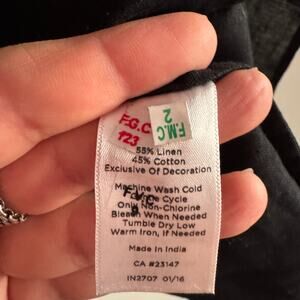 F.G.C
123
F.M.C
2
55% Linen
45% Cotton
Exclusive Of Decoration
Machine Wash Cold
Cycle
Only Non-Chlorine
Bleach When Needed
Tumble Dry Low
Warm Iron, If Needed
Made In India
CA #23147
IN2707 01/16